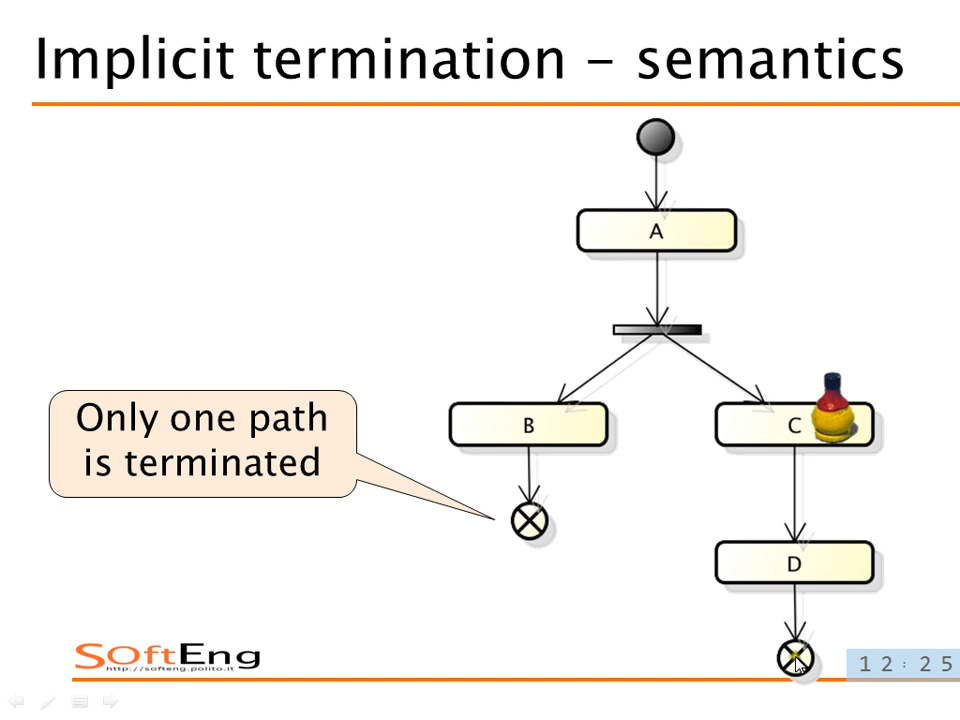 Implicit termination - semantics
A
B
C
Only one path
is terminated
D
SOftEng
http://softeng.polito.it
12:25